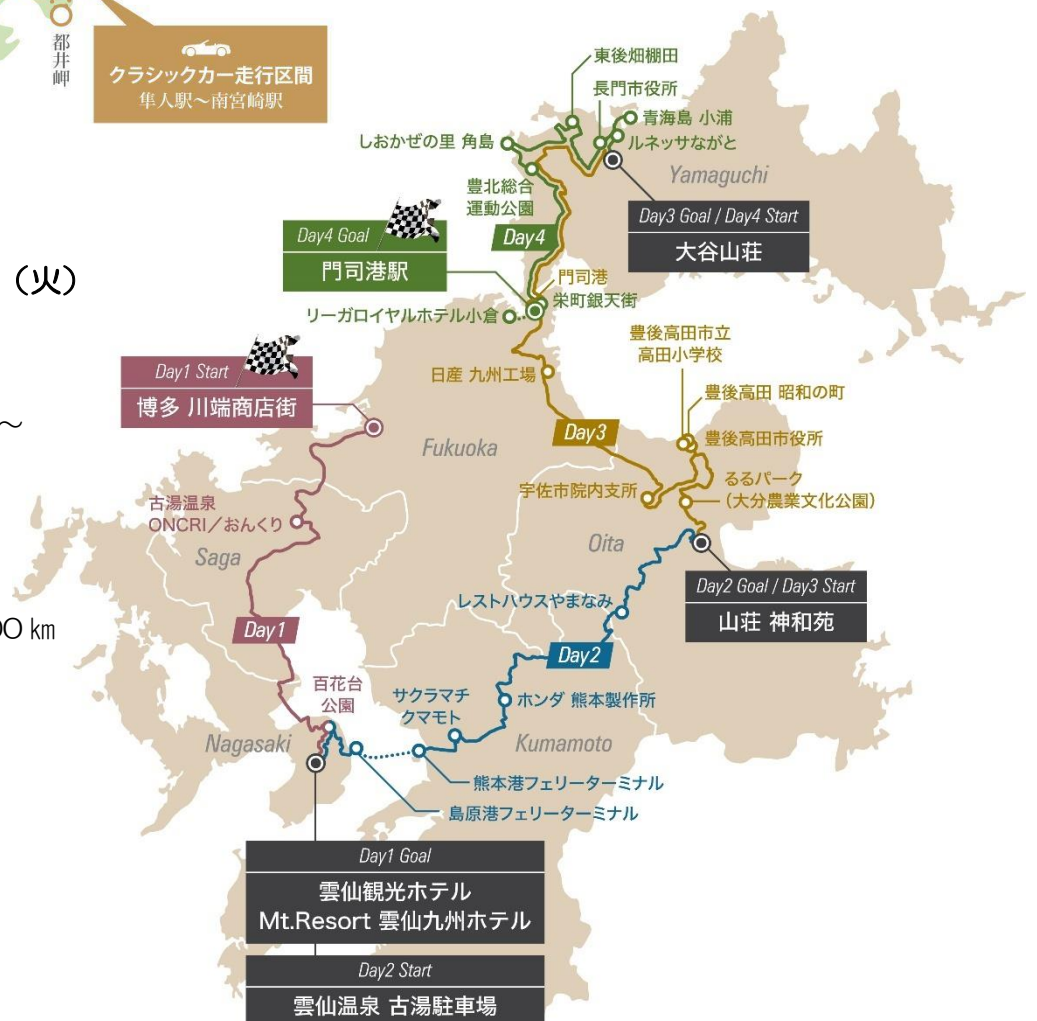 都井岬
クラシックカー走行区間
隼人駅～南宮崎駅
（火）
～
00 ㎞
東後畑棚田
長門市役所
青海島 小浦
ルネッサながと
しおかぜの里 角島
Yamaguchi
豊北総合
運動公園
Day3 Goal / Day4 Start
大谷山荘
Day4 Goal
門司港駅
Day4
門司港
栄町銀天街
リーガロイヤルホテル小倉
豊後高田市立
高田小学校
Day1 Start
博多 川端商店街
日産 九州工場
豊後高田 昭和の町
Day3
豊後高田市役所
Fukuoka
るるパーク
（大分農業文化公園）
宇佐市院内支所
古湯温泉
ONCRI／おんくり
Saga
Oita
Day2 Goal / Day3 Start
山荘 神和苑
レストハウスやまなみ
Day1
Day2
百花台
公園
サクラマチ
クマモト
ホンダ 熊本製作所
Nagasaki
Kumamoto
熊本港フェリーターミナル
島原港フェリーターミナル
Day1 Goal
雲仙観光ホテル
Mt.Resort 雲仙九州ホテル
Day2 Start
雲仙温泉 古湯駐車場